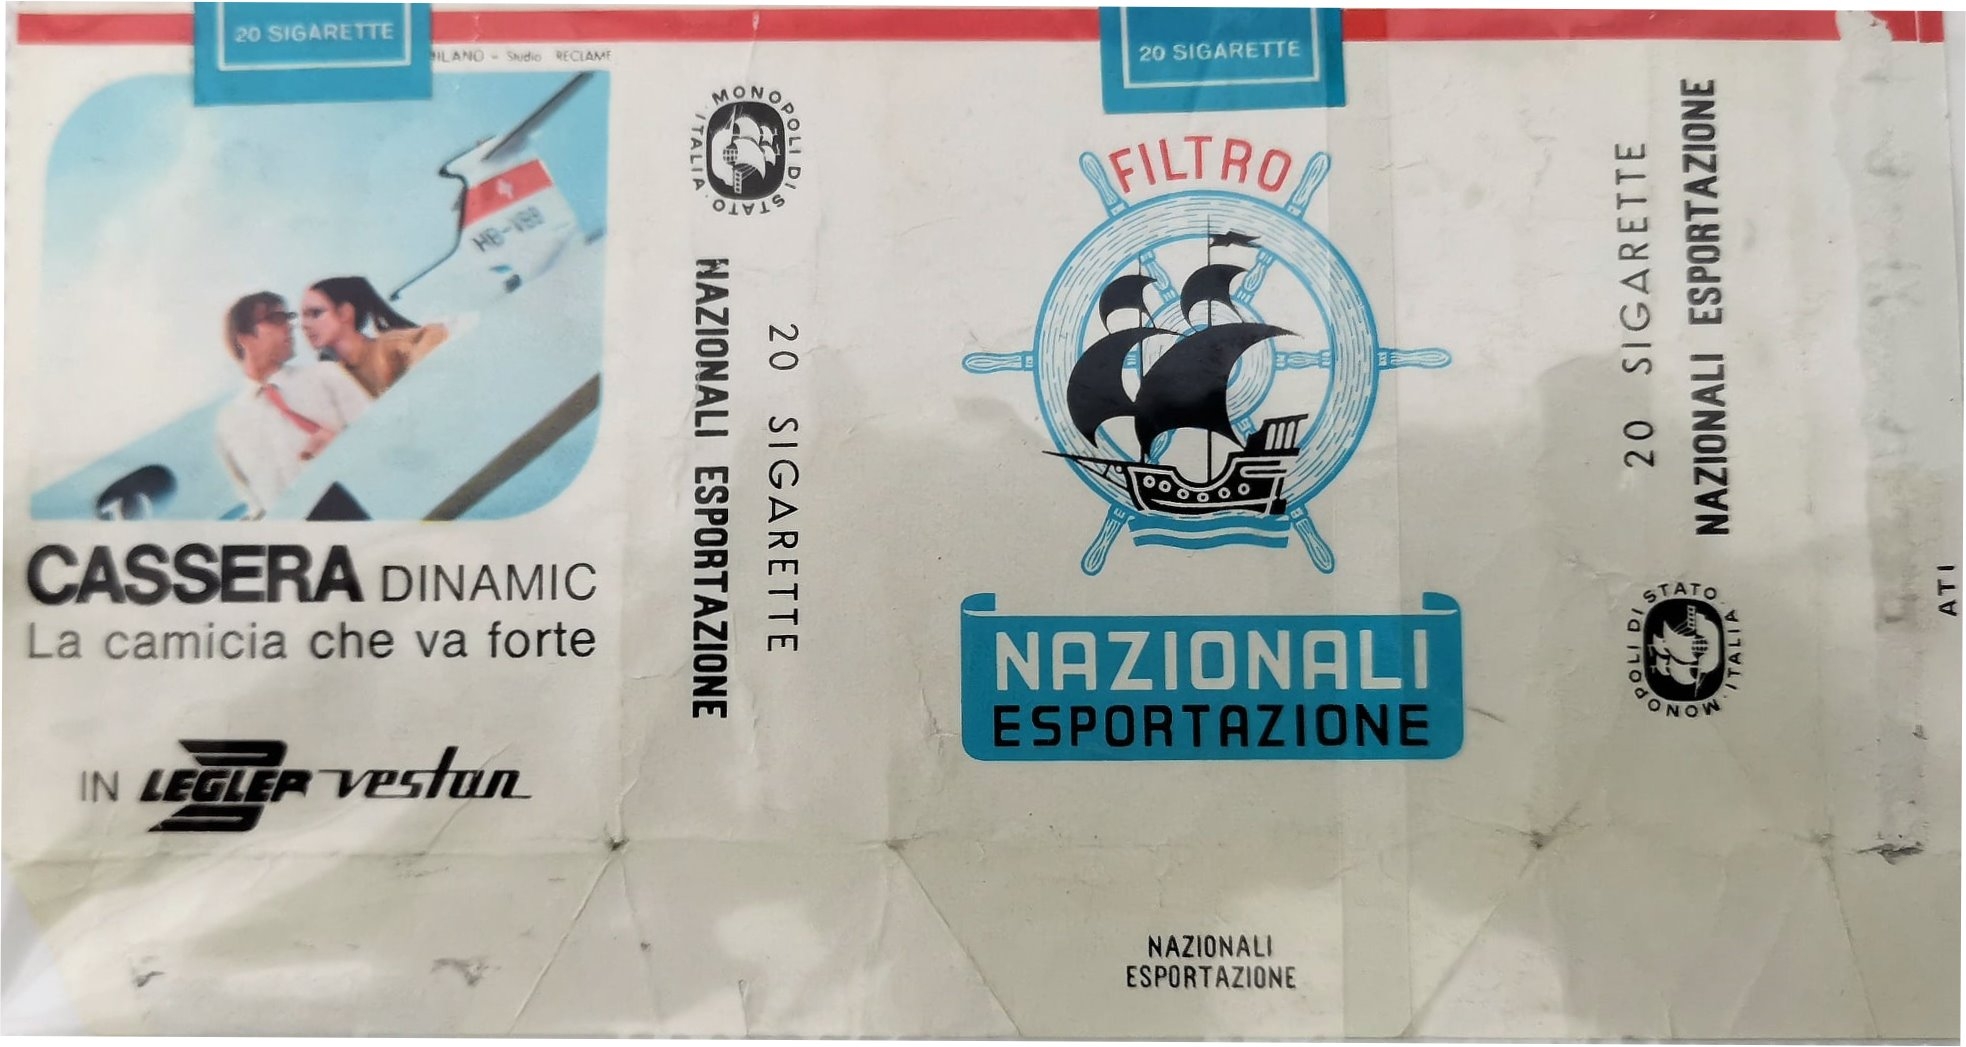 20 SIGARETTE
MILANO - Studio RECLAME
CASSERA DINAMIC
La camicia che va forte
IN LEGLER vestan
MONOPOLI DI STATO · ITALIA ·
NAZIONALI ESPORTAZIONE
20 SIGARETTE
20 SIGARETTE
FILTRO
NAZIONALI
ESPORTAZIONE
NAZIONALI
ESPORTAZIONE
20 SIGARETTE
NAZIONALI ESPORTAZIONE
MONOPOLI DI STATO · ITALIA ·
ATI